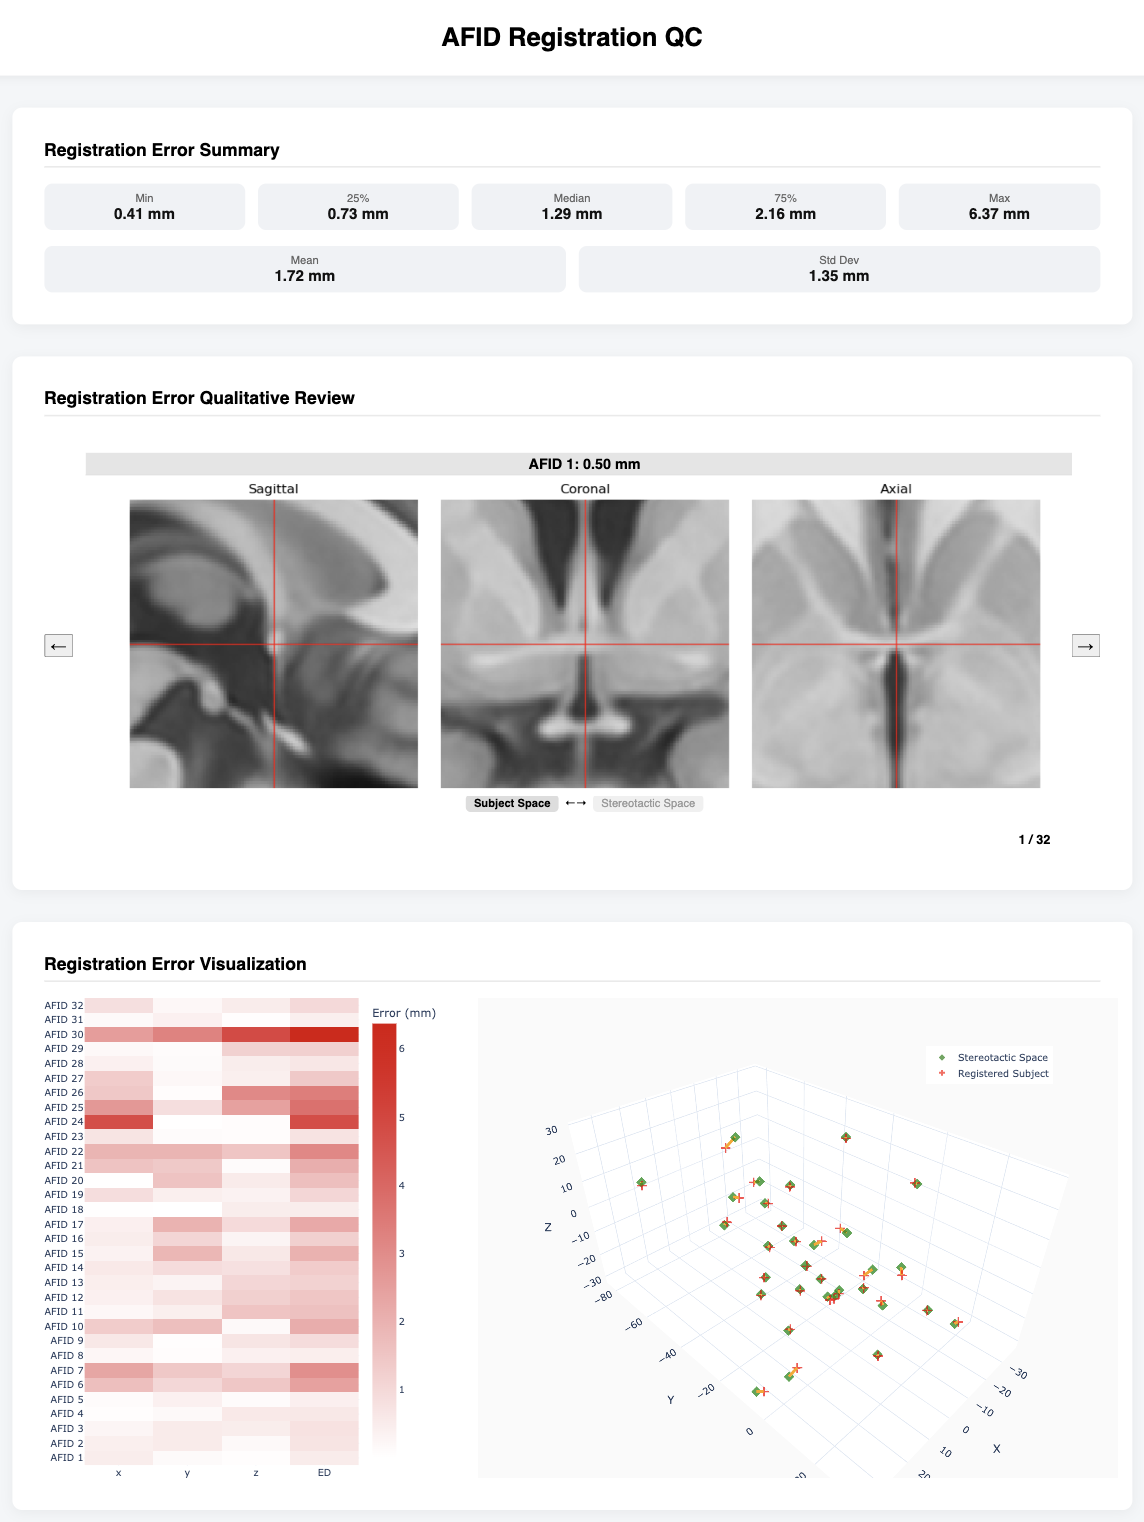 AFID Registration QC
Registration Error Summary
Min 25% Median 75% Max
0.41 mm 0.73 mm 1.29 mm 2.16 mm 6.37 mm
Mean Std Dev
1.72 mm 1.35 mm
Registration Error Qualitative Review
AFID 1: 0.50 mm
Sagittal Coronal Axial
← →
Subject Space ←→ Stereotactic Space
1 / 32
Registration Error Visualization
AFID 32
AFID 31
AFID 30
AFID 29
AFID 28
AFID 27
AFID 26
AFID 25
AFID 24
AFID 23
AFID 22
AFID 21
AFID 20
AFID 19
AFID 18
AFID 17
AFID 16
AFID 15
AFID 14
AFID 13
AFID 12
AFID 11
AFID 10
AFID 9
AFID 8
AFID 7
AFID 6
AFID 5
AFID 4
AFID 3
AFID 2
AFID 1
x y z ED
Error (mm)
6
5
4
3
2
1
Stereotactic Space
Registered Subject
30
20
10
0
−10
−20
−30
Z
−80
−60
−40
−20
0
Y
−30
−20
−10
0
10
20
X